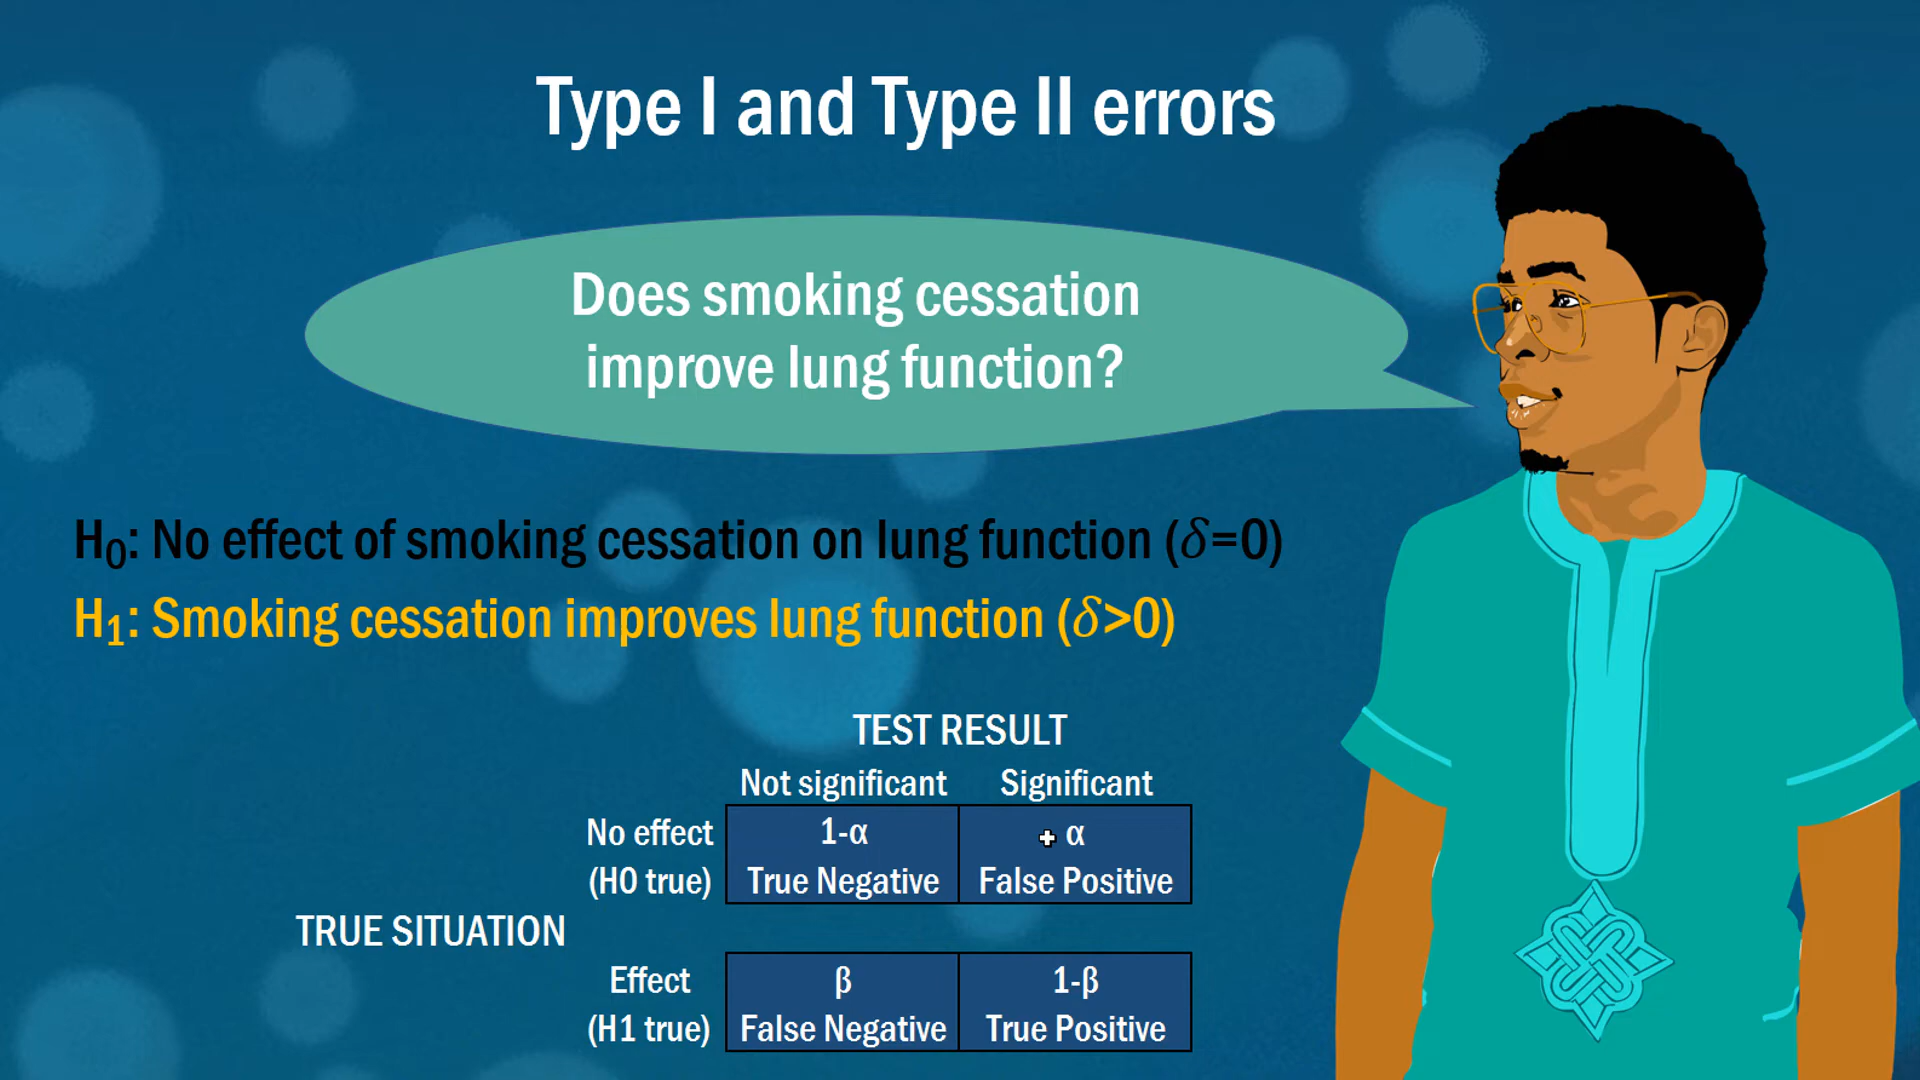 Type I and Type II errors
Does smoking cessation
improve lung function?
H₀: No effect of smoking cessation on lung function (δ=0)
H₁: Smoking cessation improves lung function (δ>0)
TEST RESULT
Not significant Significant
No effect 1-α α
(H0 true) True Negative False Positive
TRUE SITUATION
Effect β 1-β
(H1 true) False Negative True Positive